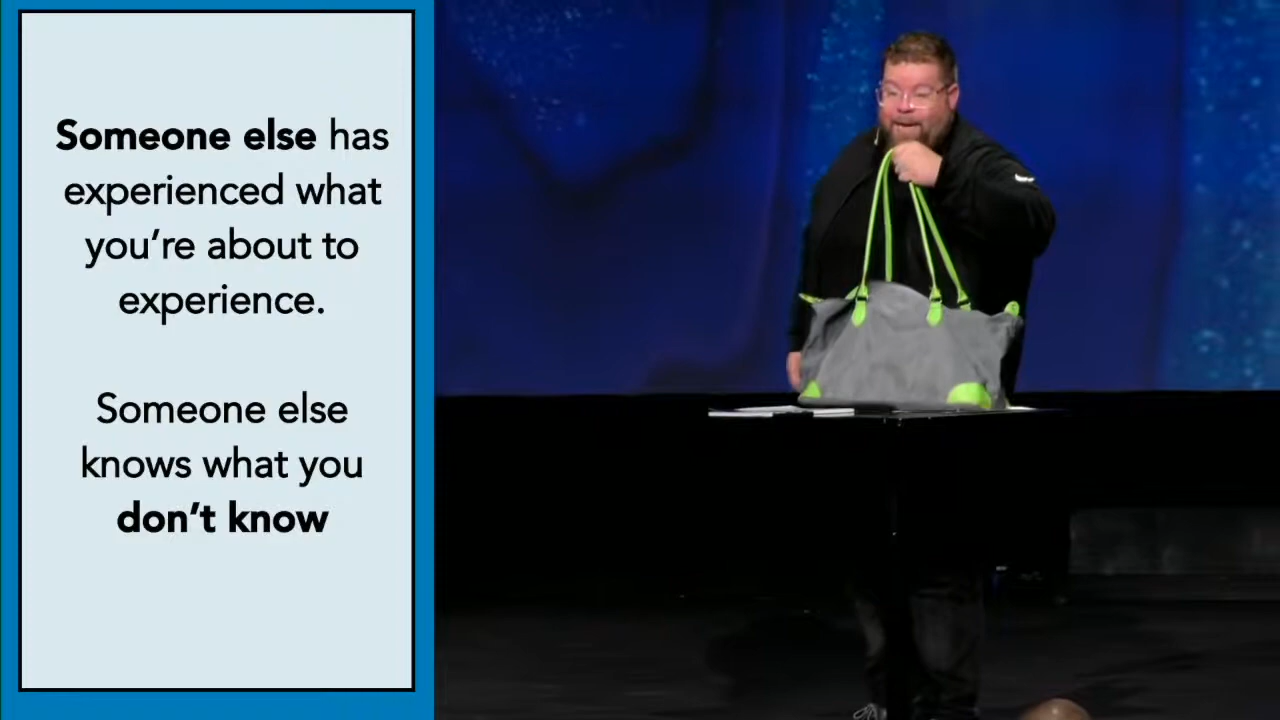 Someone else has
experienced what
you’re about to
experience.
Someone else
knows what you
don’t know